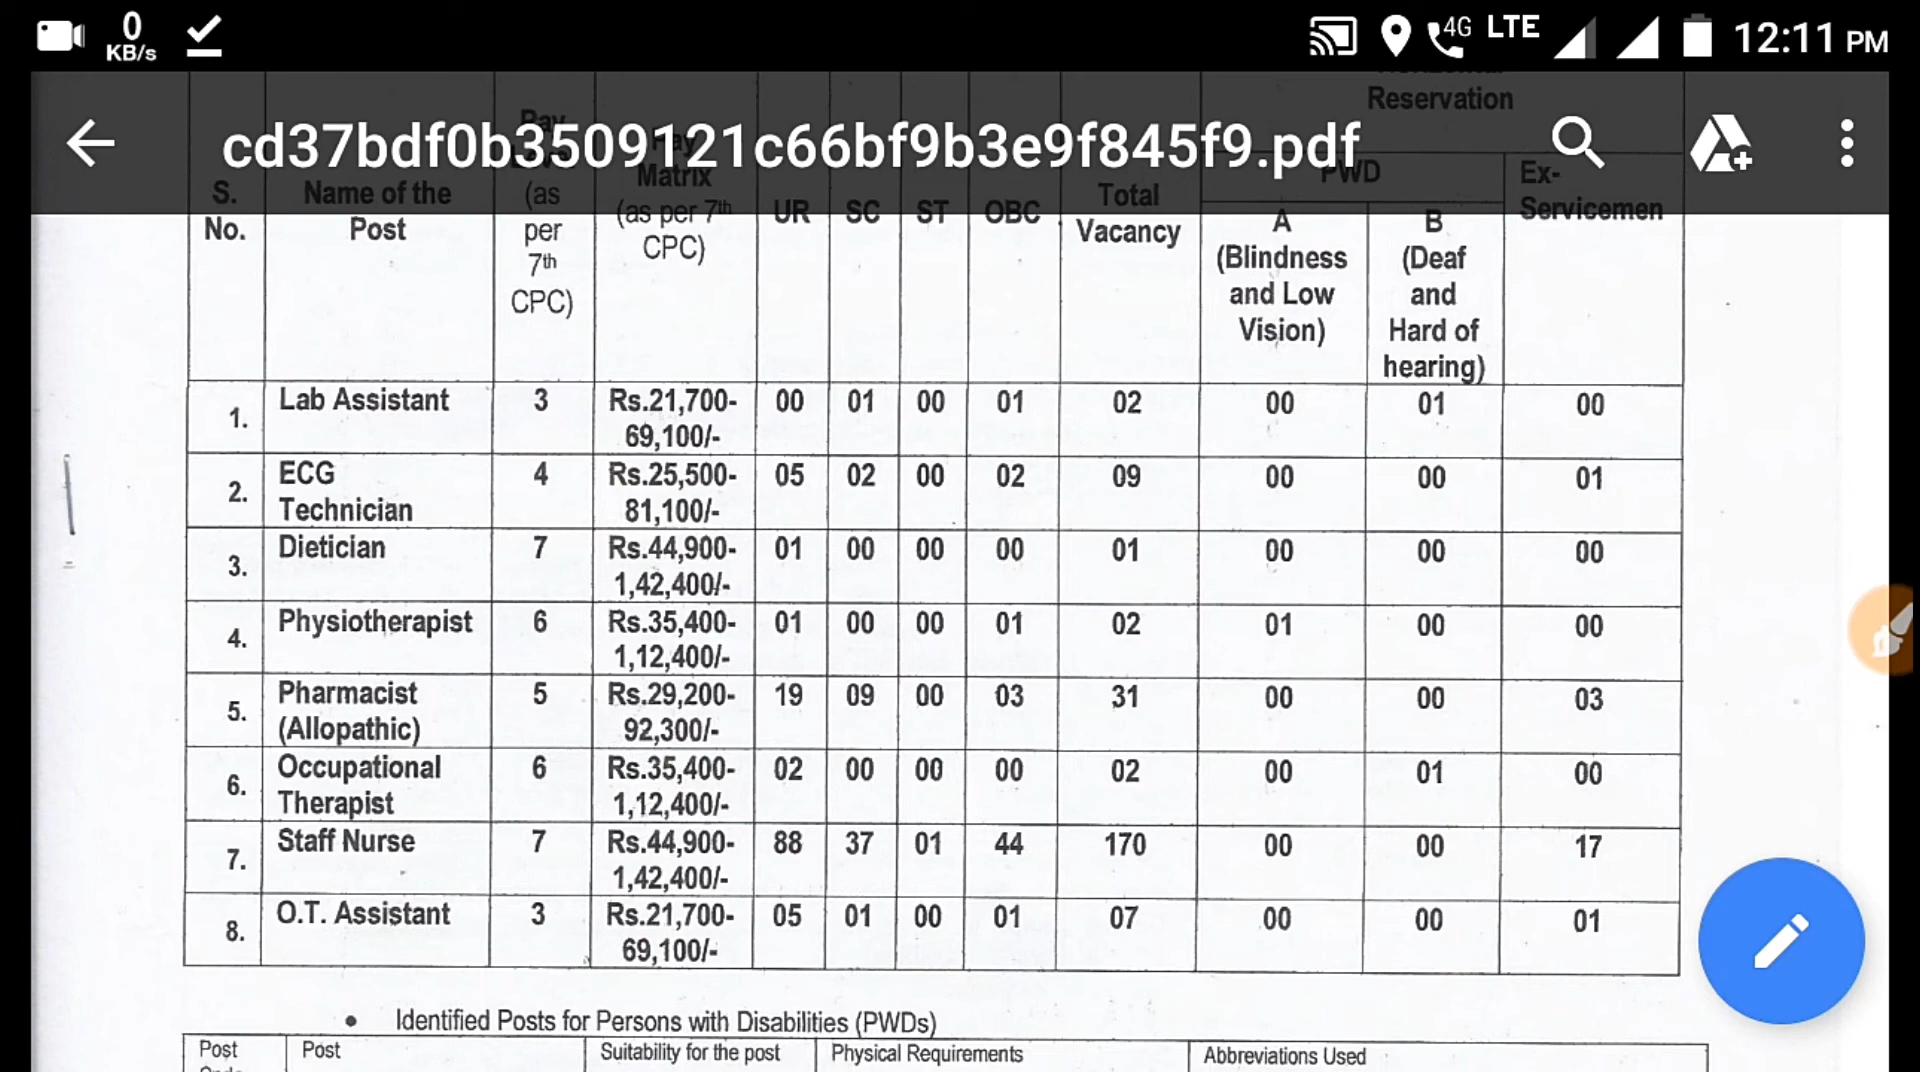 0
KB/s
4G LTE 12:11 PM
cd37bdf0b3509121c66bf9b3e9f845f9.pdf
Reservation
S. No. | Name of the Post | Pay (as per 7th CPC) | Pay Matrix (as per 7th CPC) | UR | SC | ST | OBC | Total Vacancy | PWD | A (Blindness and Low Vision) | B (Deaf and Hard of hearing) | Ex-Servicemen
1. Lab Assistant 3 Rs.21,700-69,100/- 00 01 00 01 02 00 01 00
2. ECG Technician 4 Rs.25,500-81,100/- 05 02 00 02 09 00 00 01
3. Dietician 7 Rs.44,900-1,42,400/- 01 00 00 00 01 00 00 00
4. Physiotherapist 6 Rs.35,400-1,12,400/- 01 00 00 01 02 01 00 00
5. Pharmacist (Allopathic) 5 Rs.29,200-92,300/- 19 09 00 03 31 00 00 03
6. Occupational Therapist 6 Rs.35,400-1,12,400/- 02 00 00 00 02 00 01 00
7. Staff Nurse 7 Rs.44,900-1,42,400/- 88 37 01 44 170 00 00 17
8. O.T. Assistant 3 Rs.21,700-69,100/- 05 01 00 01 07 00 00 01
• Identified Posts for Persons with Disabilities (PWDs)
Post Post Suitability for the post Physical Requirements Abbreviations Used